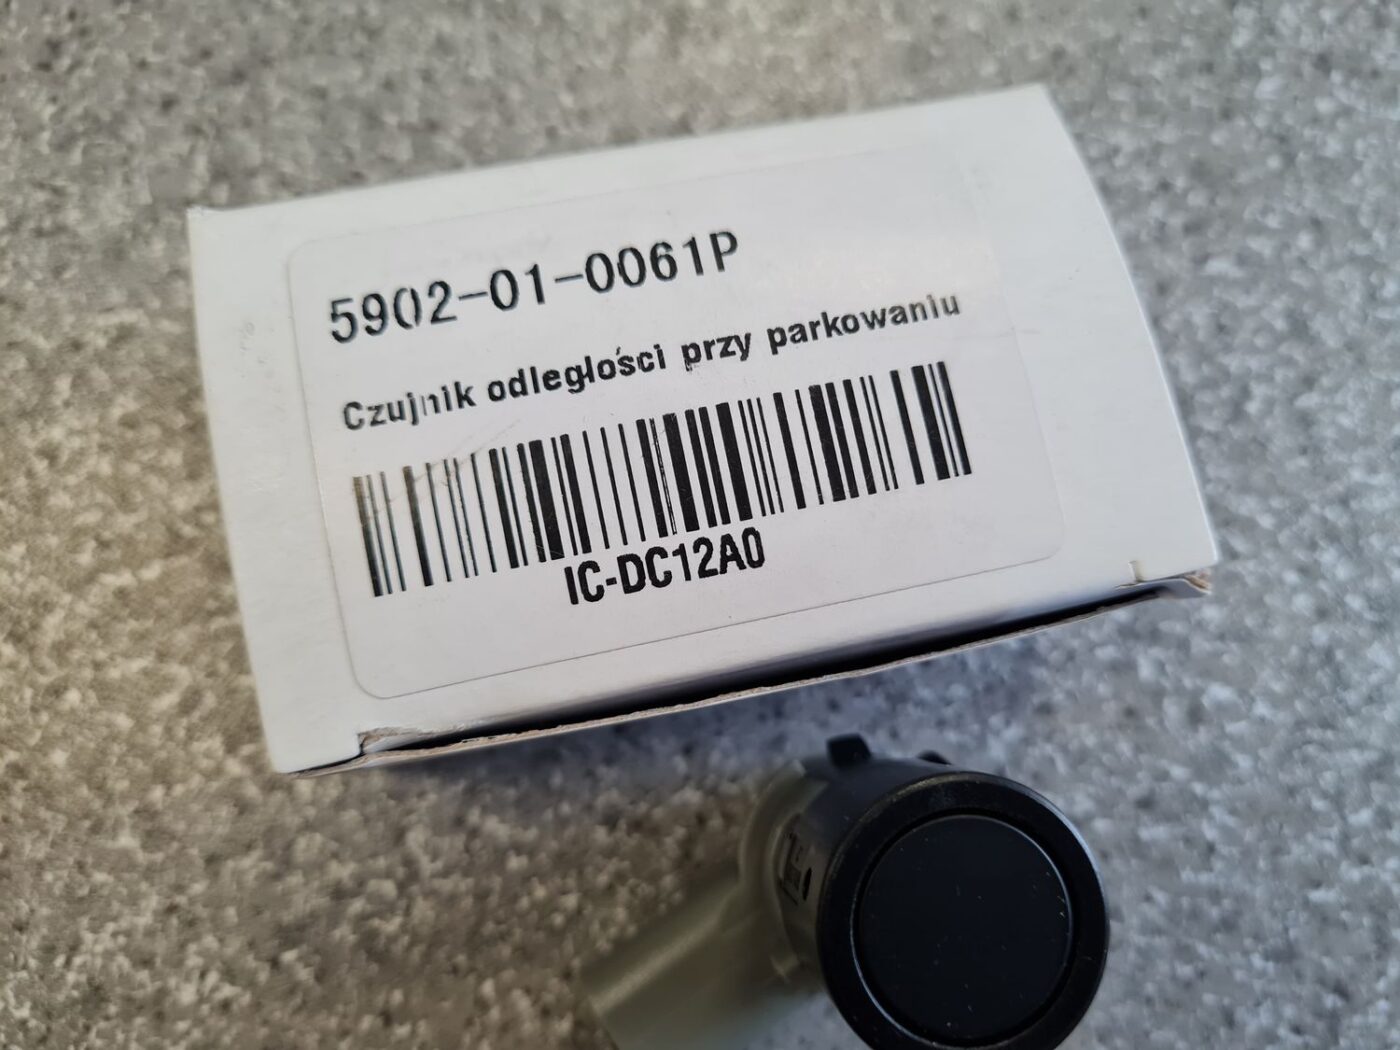 5902-01-0061P
Czujnik odległości przy parkowaniu
IC-DC12A0